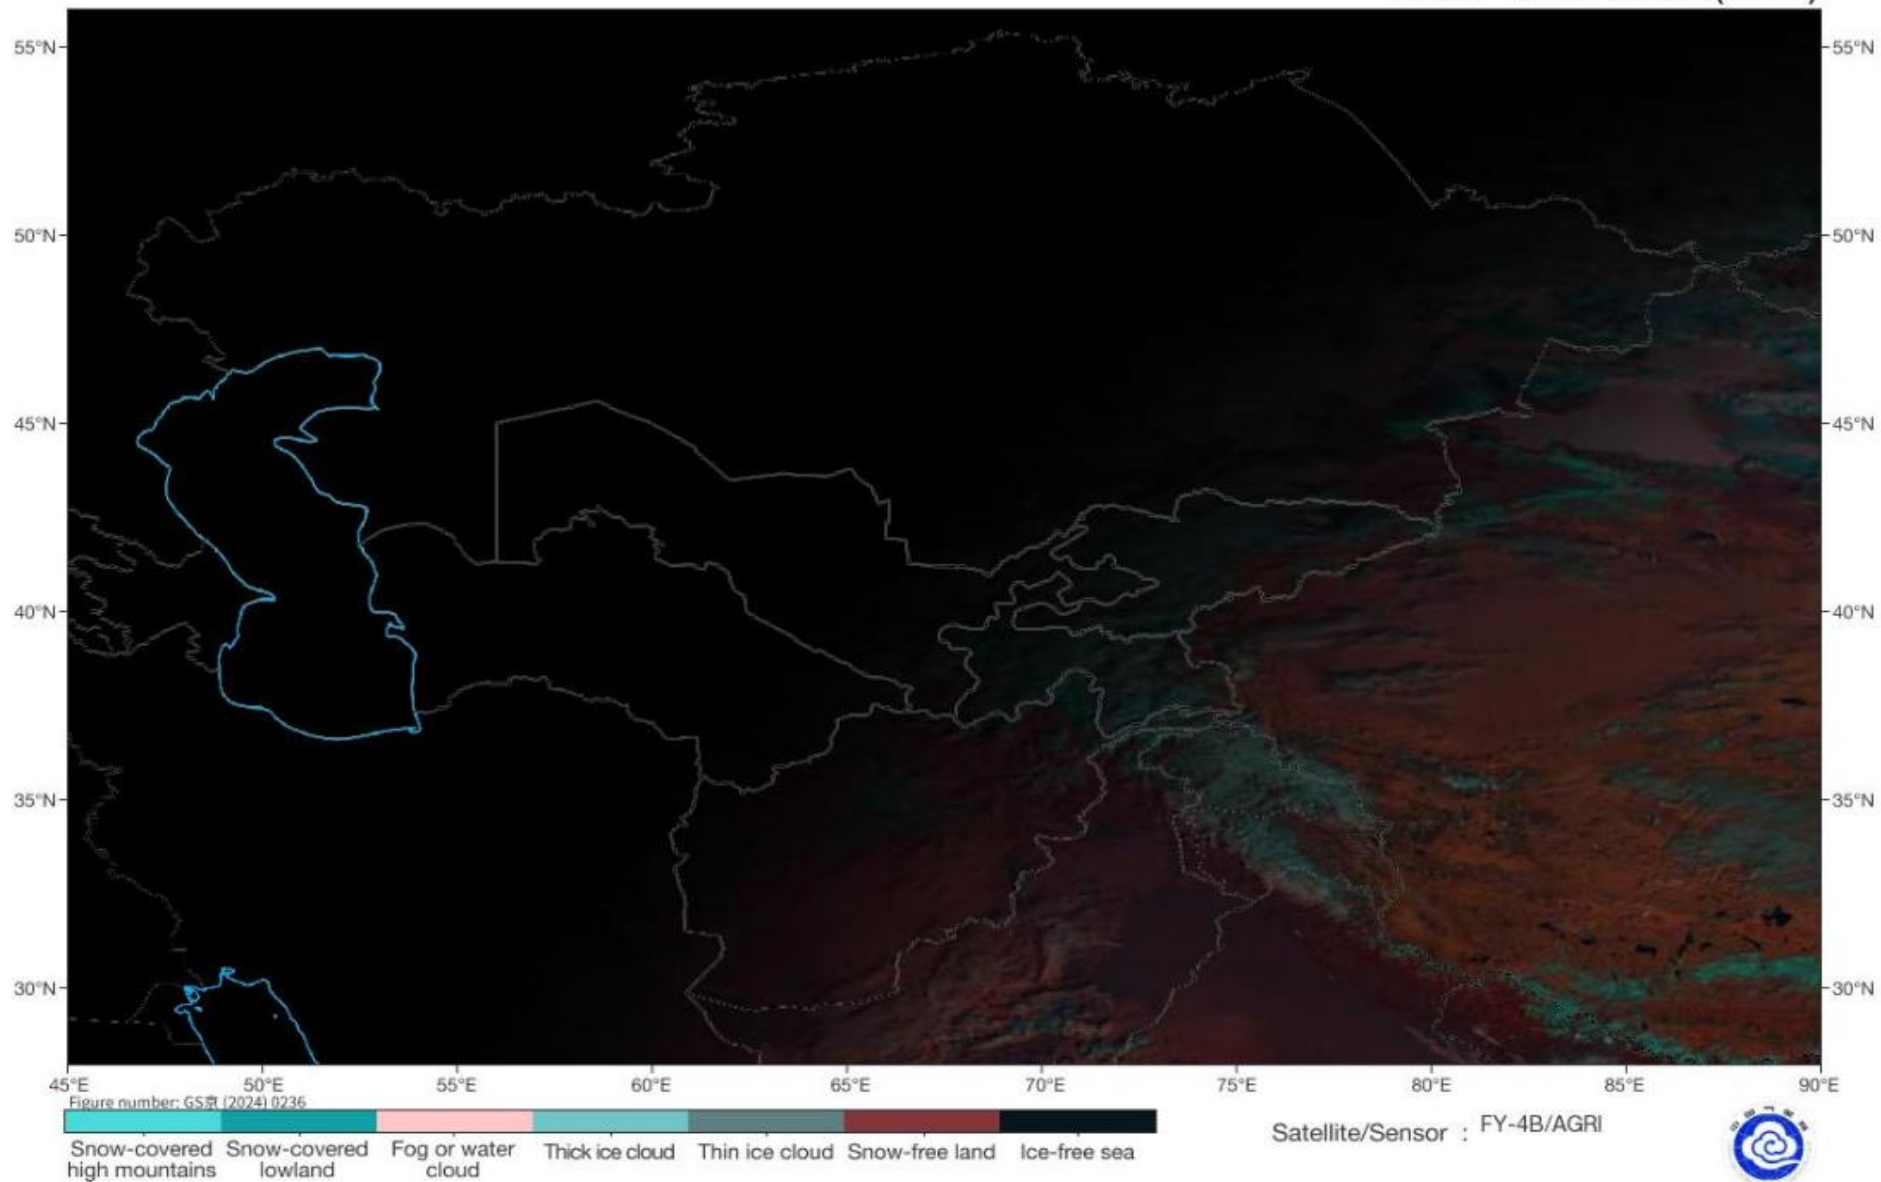 55°N 55°N
50°N 50°N
45°N 45°N
40°N 40°N
35°N 35°N
30°N 30°N
45°E 50°E 55°E 60°E 65°E 70°E 75°E 80°E 85°E 90°E
Figure number: GS京 (2024) 0236
Snow-covered high mountains
Snow-covered lowland
Fog or water cloud
Thick ice cloud
Thin ice cloud
Snow-free land
Ice-free sea
Satellite/Sensor : FY-4B/AGRI